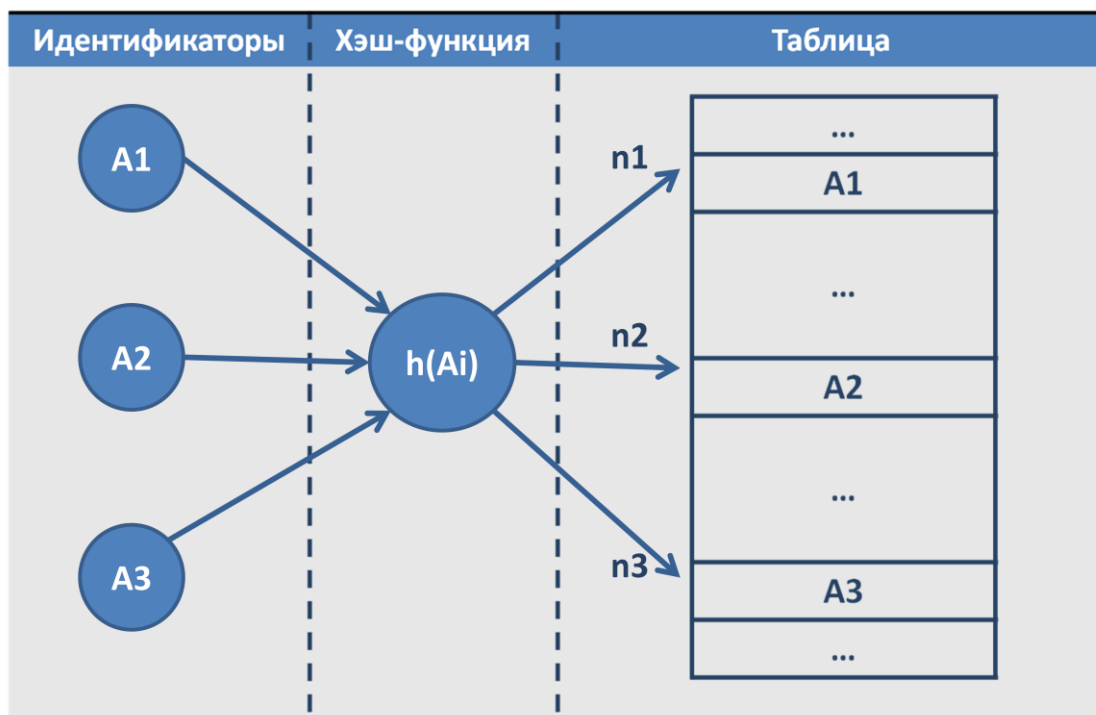 Идентификаторы
Хэш-функция
Таблица
A1
A2
A3
h(Ai)
n1
n2
n3
...
A1
...
A2
...
A3
...